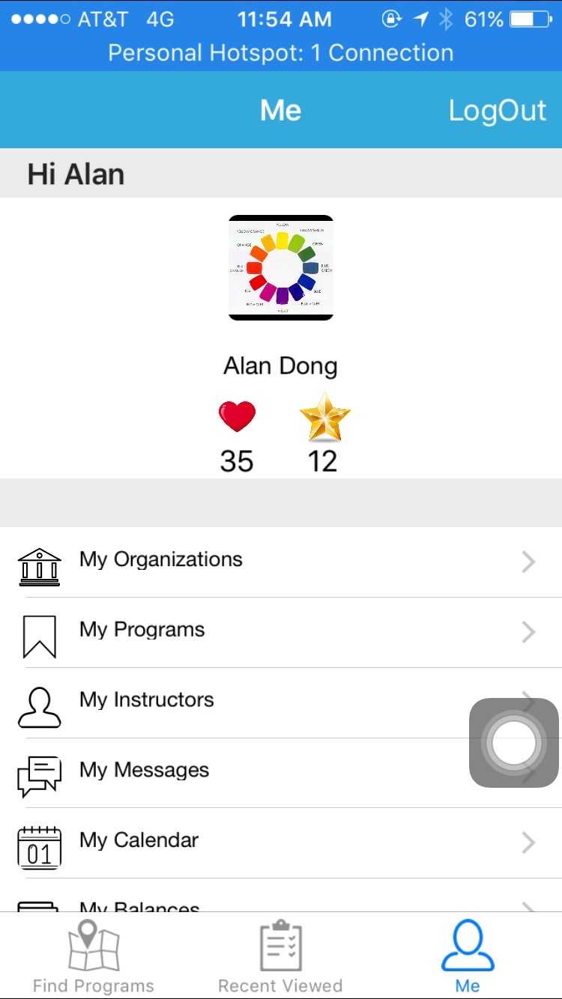 AT&T 4G 11:54 AM 61%
Personal Hotspot: 1 Connection
Me LogOut
Hi Alan
YELLOW
YELLOW-ORANGE YELLOW-GREEN
ORANGE GREEN
RED-ORANGE BLUE-GREEN
RED BLUE
RED-VIOLET BLUE-VIOLET
VIOLET
Alan Dong
35 12
My Organizations
My Programs
My Instructors
My Messages
01 My Calendar
My Balances
Find Programs Recent Viewed Me